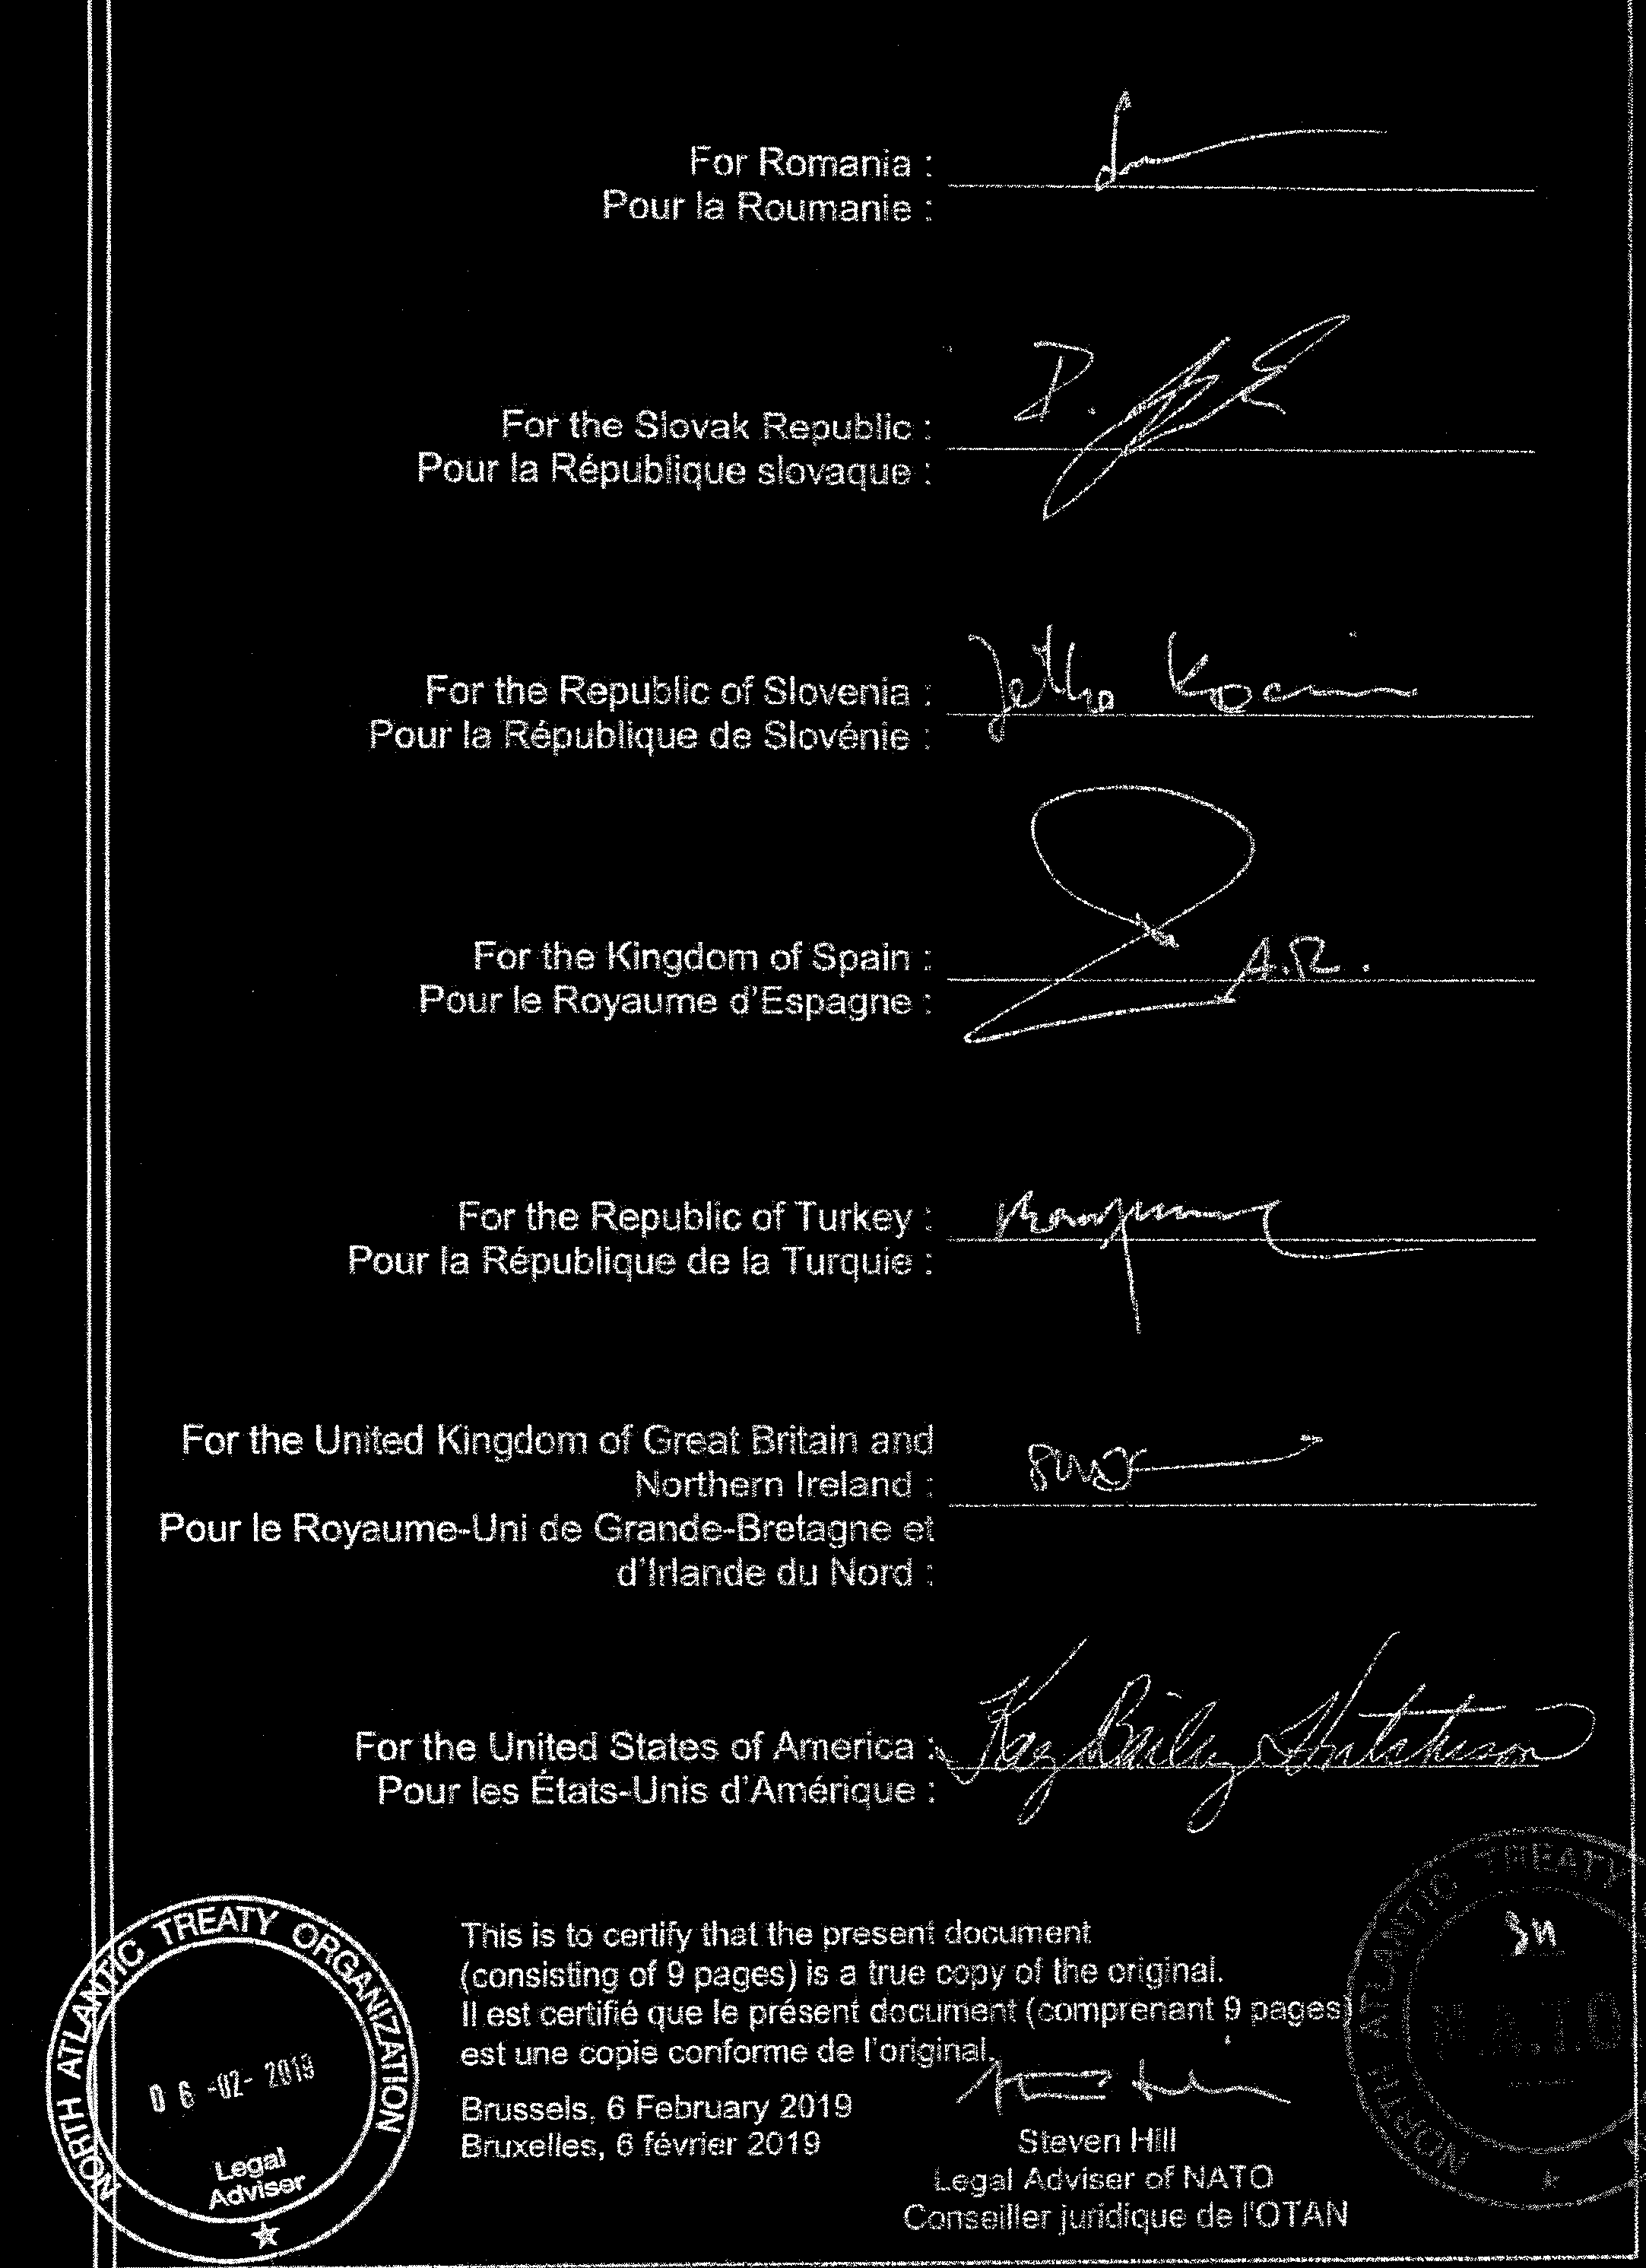 For Romania :
Pour la Roumanie :
For the Slovak Republic :
Pour la République slovaque :
For the Republic of Slovenia :
Pour la République de Slovénie :
For the Kingdom of Spain :
Pour le Royaume d'Espagne :
A.R.
For the Republic of Turkey :
Pour la République de la Turquie :
For the United Kingdom of Great Britain and
Northern Ireland :
Pour le Royaume-Uni de Grande-Bretagne et
d'Irlande du Nord :
For the United States of America :
Kay Bailey Hutchison
Pour les États-Unis d'Amérique :
This is to certify that the present document
(consisting of 9 pages) is a true copy of the original.
Il est certifié que le présent document (comprenant 9 pages)
est une copie conforme de l'original.
Brussels, 6 February 2019
Bruxelles, 6 février 2019
Steven Hill
Legal Adviser of NATO
Conseiller juridique de l'OTAN
NORTH ATLANTIC TREATY ORGANIZATION
06-02-2019
Legal
Adviser
NORTH ATLANTIC TREATY
N.A.T.O